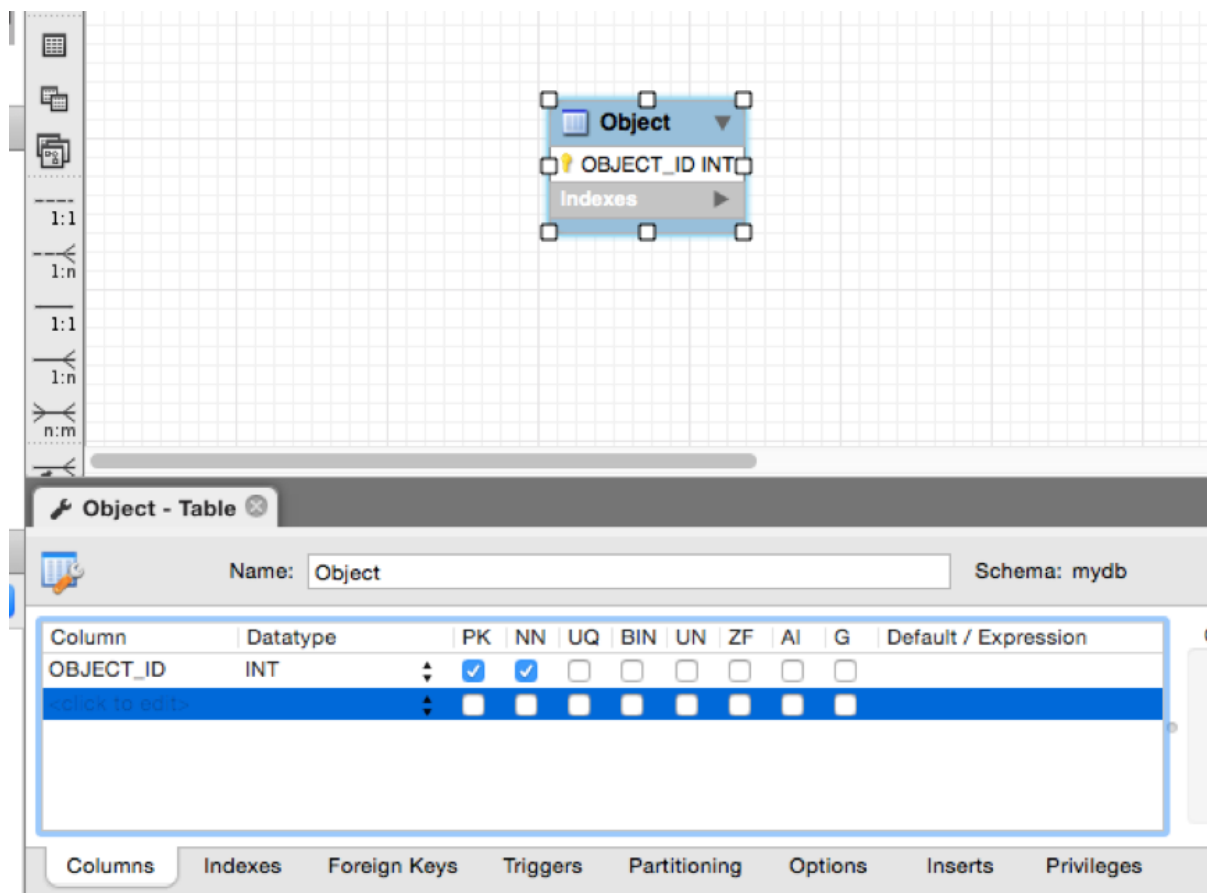 Object
OBJECT_ID INT
Indexes
1:1
1:n
1:1
1:n
n:m
Object - Table
Name: Object Schema: mydb
Column Datatype PK NN UQ BIN UN ZF AI G Default / Expression
OBJECT_ID INT
<click to edit>
Columns Indexes Foreign Keys Triggers Partitioning Options Inserts Privileges